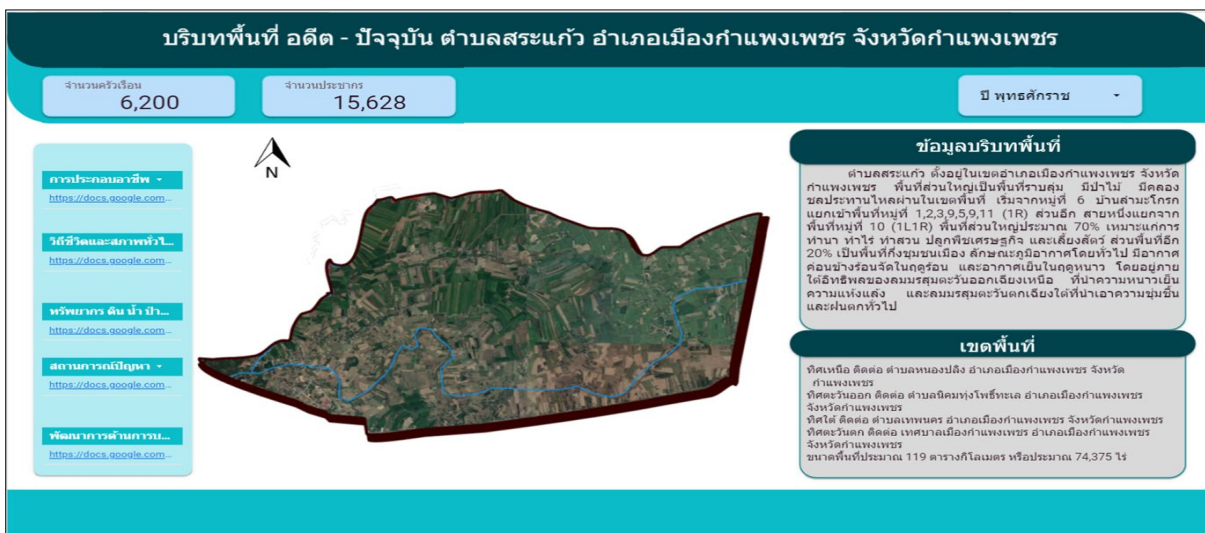 บริบทพื้นที่ อดีต - ปัจจุบัน ตำบลสระแก้ว อำเภอเมืองกำแพงเพชร จังหวัดกำแพงเพชร
จำนวนครัวเรือน
6,200
จำนวนประชากร
15,628
ปี พุทธศักราช
N
การประกอบอาชีพ
https://docs.google.com...
วิถีชีวิตและสภาพทั่วไ...
https://docs.google.com...
ทรัพยากร ดิน น้ำ ป่า...
https://docs.google.com...
สถานการณ์ปัญหา
https://docs.google.com...
พัฒนาการด้านการบ...
https://docs.google.com...
ข้อมูลบริบทพื้นที่
ตำบลสระแก้ว ตั้งอยู่ในเขตอำเภอเมืองกำแพงเพชร จังหวัด
กำแพงเพชร พื้นที่ส่วนใหญ่เป็นพื้นที่ราบลุ่ม มีป่าไม้ มีคลอง
ชลประทานไหลผ่านในเขตพื้นที่ เริ่มจากหมู่ที่ 6 บ้านสามะโกรก
แยกเข้าพื้นที่หมู่ที่ 1,2,3,9,5,9,11 (1R) ส่วนอีก สายหนึ่งแยกจาก
พื้นที่หมู่ที่ 10 (1L1R) พื้นที่ส่วนใหญ่ประมาณ 70% เหมาะแก่การ
ทำนา ทำไร่ ทำสวน ปลูกพืชเศรษฐกิจ และเลี้ยงสัตว์ ส่วนพื้นที่อีก
20% เป็นพื้นที่กึ่งชุมชนเมือง ลักษณะภูมิอากาศโดยทั่วไป มีอากาศ
ค่อนข้างร้อนจัดในฤดูร้อน และอากาศเย็นในฤดูหนาว โดยอยู่ภาย
ใต้อิทธิพลของลมมรสุมตะวันออกเฉียงเหนือ ที่นำความหนาวเย็น
ความแห้งแล้ง และลมมรสุมตะวันตกเฉียงใต้ที่นำเอาความชุ่มชื้น
และฝนตกทั่วไป
เขตพื้นที่
ทิศเหนือ ติดต่อ ตำบลหนองปลิง อำเภอเมืองกำแพงเพชร จังหวัด
กำแพงเพชร
ทิศตะวันออก ติดต่อ ตำบลนิคมทุ่งโพธิ์ทะเล อำเภอเมืองกำแพงเพชร
จังหวัดกำแพงเพชร
ทิศใต้ ติดต่อ ตำบลเทพนคร อำเภอเมืองกำแพงเพชร จังหวัดกำแพงเพชร
ทิศตะวันตก ติดต่อ เทศบาลเมืองกำแพงเพชร อำเภอเมืองกำแพงเพชร
จังหวัดกำแพงเพชร
ขนาดพื้นที่ประมาณ 119 ตารางกิโลเมตร หรือประมาณ 74,375 ไร่